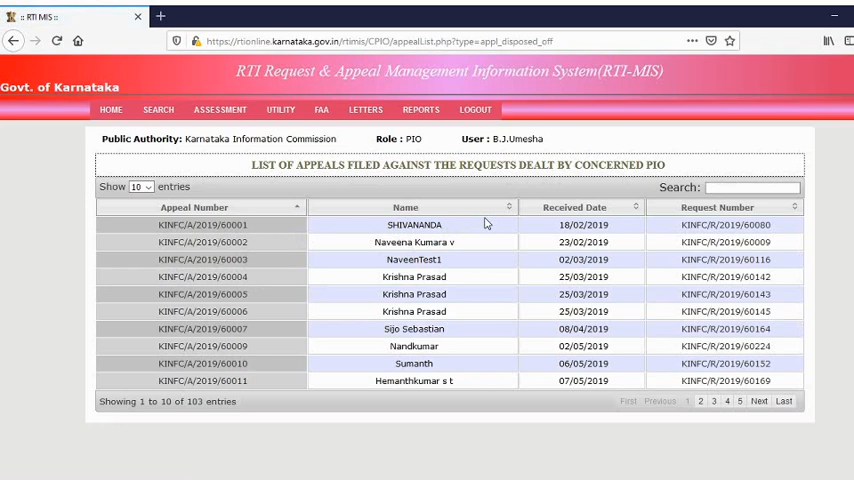 :: RTI MIS ::
https://rtionline.karnataka.gov.in/rtimis/CPIO/appealList.php?type=appl_disposed_off
RTI Request & Appeal Management Information System(RTI-MIS)
Govt. of Karnataka
HOME SEARCH ASSESSMENT UTILITY FAA LETTERS REPORTS LOGOUT
Public Authority: Karnataka Information Commission Role : PIO User : B.J.Umesha
LIST OF APPEALS FILED AGAINST THE REQUESTS DEALT BY CONCERNED PIO
Show 10 entries Search:
Appeal Number Name Received Date Request Number
KINFC/A/2019/60001 SHIVANANDA 18/02/2019 KINFC/R/2019/60080
KINFC/A/2019/60002 Naveena Kumara v 23/02/2019 KINFC/R/2019/60009
KINFC/A/2019/60003 NaveenTest1 02/03/2019 KINFC/R/2019/60116
KINFC/A/2019/60004 Krishna Prasad 25/03/2019 KINFC/R/2019/60142
KINFC/A/2019/60005 Krishna Prasad 25/03/2019 KINFC/R/2019/60143
KINFC/A/2019/60006 Krishna Prasad 25/03/2019 KINFC/R/2019/60145
KINFC/A/2019/60007 Sijo Sebastian 08/04/2019 KINFC/R/2019/60164
KINFC/A/2019/60009 Nandkumar 02/05/2019 KINFC/R/2019/60224
KINFC/A/2019/60010 Sumanth 06/05/2019 KINFC/R/2019/60152
KINFC/A/2019/60011 Hemanthkumar s t 07/05/2019 KINFC/R/2019/60169
Showing 1 to 10 of 103 entries First Previous 1 2 3 4 5 Next Last